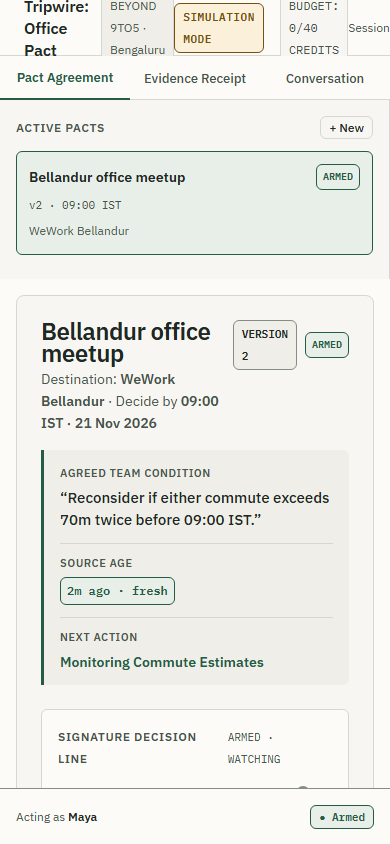 Tripwire:
Office
Pact
BEYOND
9TO5 ·
Bengaluru
SIMULATION
MODE
BUDGET:
0/40
CREDITS
Session
Pact Agreement
Evidence Receipt
Conversation
ACTIVE PACTS
+ New
Bellandur office meetup
ARMED
v2 · 09:00 IST
WeWork Bellandur
Bellandur office
meetup
VERSION
2
ARMED
Destination: WeWork
Bellandur · Decide by 09:00
IST · 21 Nov 2026
AGREED TEAM CONDITION
“Reconsider if either commute exceeds
70m twice before 09:00 IST.”
SOURCE AGE
2m ago · fresh
NEXT ACTION
Monitoring Commute Estimates
SIGNATURE DECISION
LINE
ARMED ·
WATCHING
Acting as Maya
● Armed